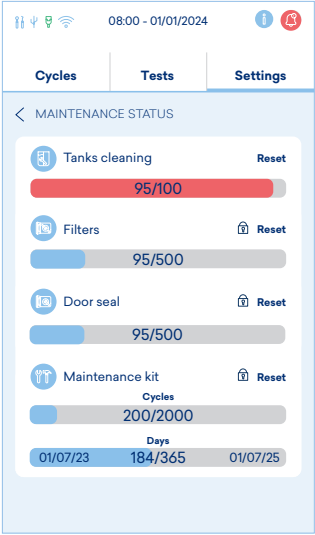 08:00 - 01/01/2024
Cycles Tests Settings
MAINTENANCE STATUS
Tanks cleaning Reset
95/100
Filters Reset
95/500
Door seal Reset
95/500
Maintenance kit Reset
Cycles
200/2000
Days
01/07/23 184/365 01/07/25